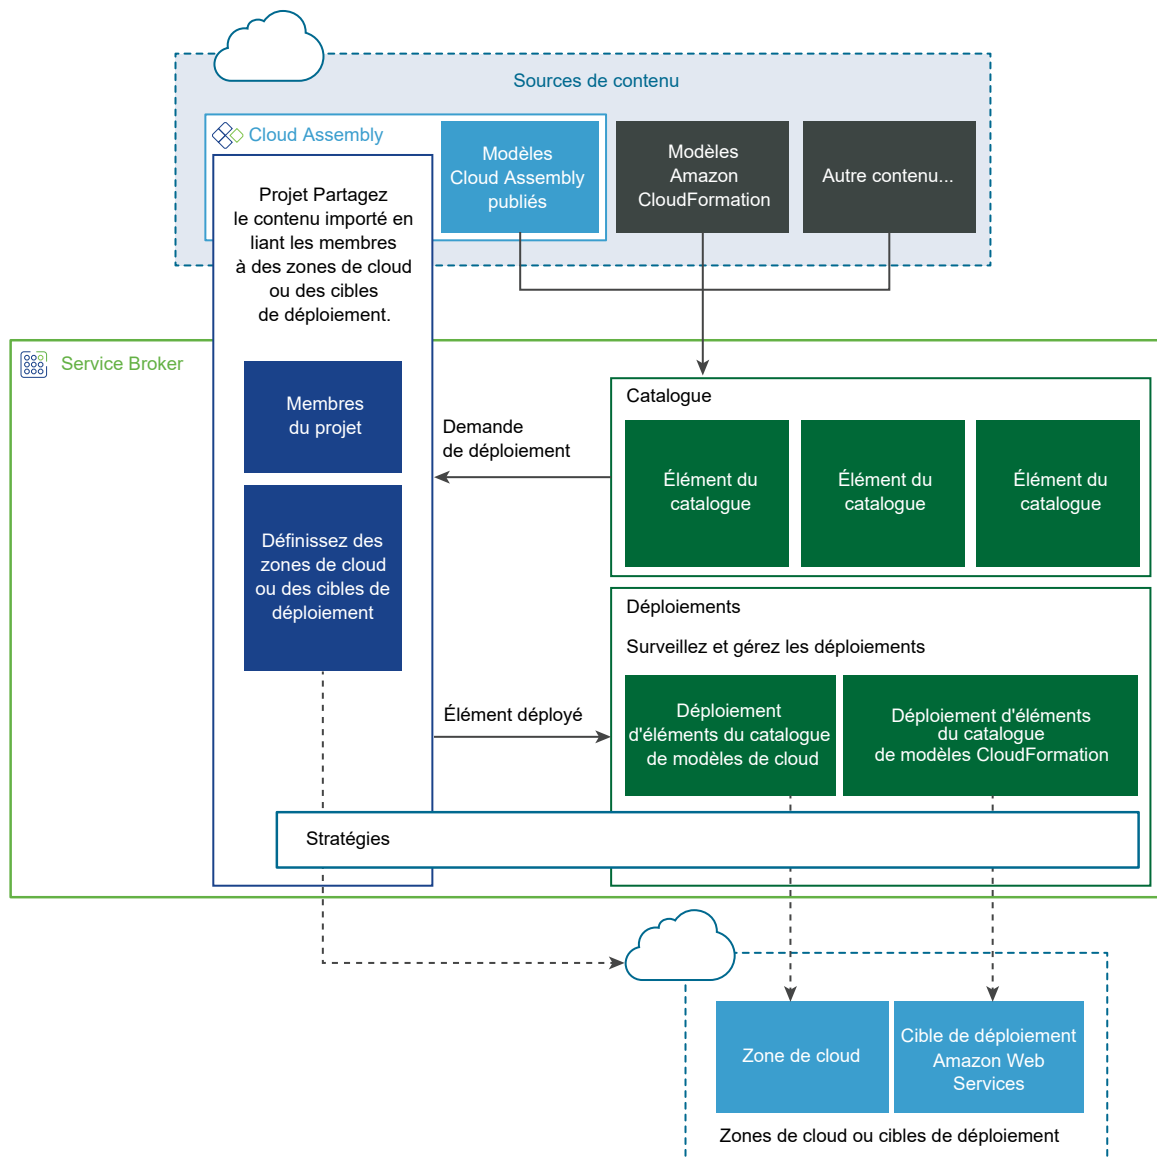 Sources de contenu
Cloud Assembly
Modèles
Cloud Assembly
publiés
Modèles
Amazon
CloudFormation
Autre contenu...
Projet Partagez
le contenu importé en
liant les membres
à des zones de cloud
ou des cibles
de déploiement.
Service Broker
Membres
du projet
Définissez des
zones de cloud
ou des cibles de
déploiement
Demande
de déploiement
Catalogue
Élément du
catalogue
Élément du
catalogue
Élément du
catalogue
Déploiements
Surveillez et gérez les déploiements
Élément déployé
Déploiement
d'éléments du catalogue
de modèles de cloud
Déploiement d'éléments
du catalogue
de modèles CloudFormation
Stratégies
Zone de cloud
Cible de déploiement
Amazon Web
Services
Zones de cloud ou cibles de déploiement